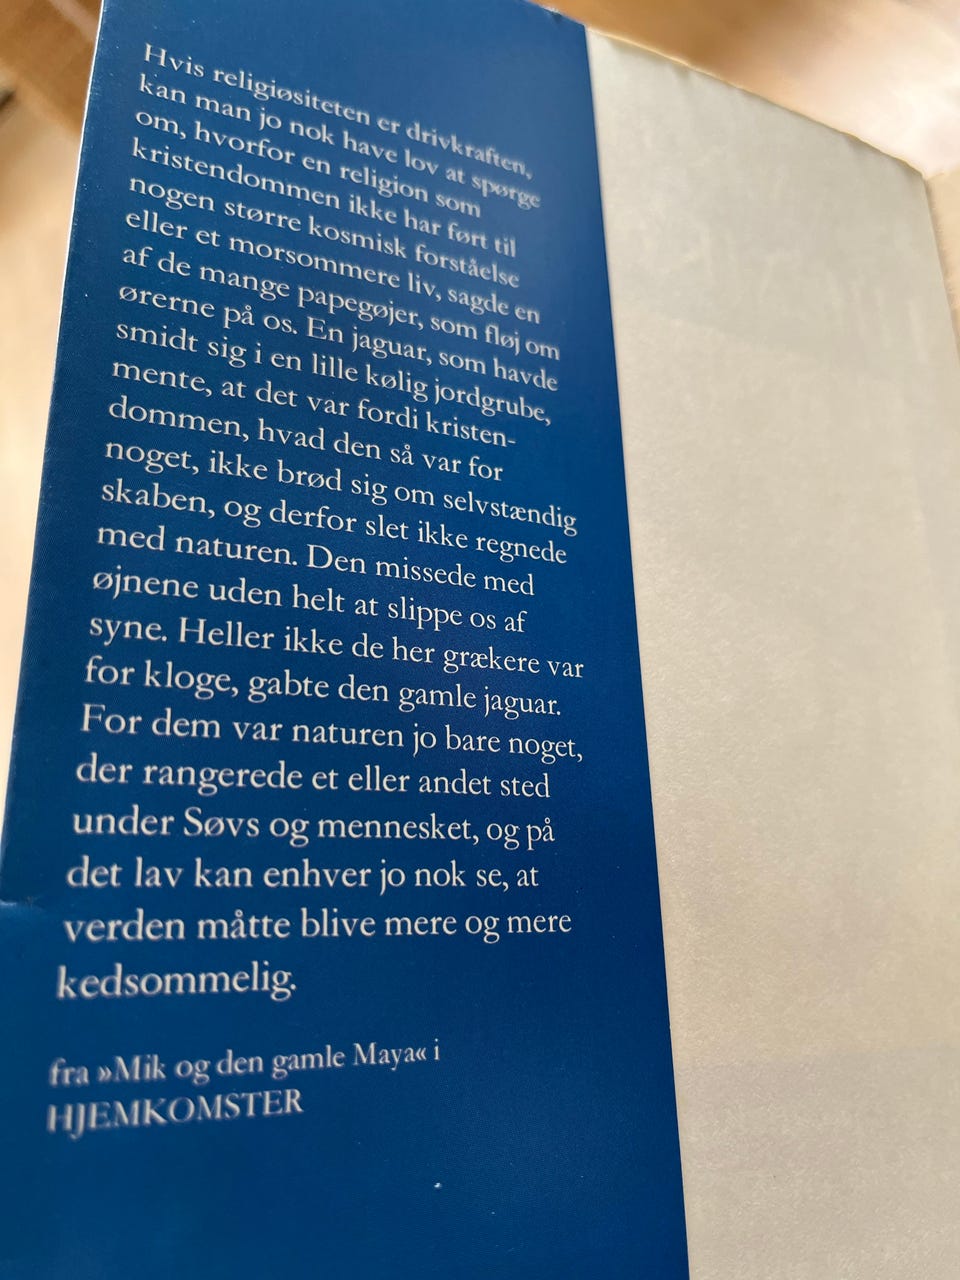 Hvis religiøsiteten er drivkraften,
kan man jo nok have lov at spørge
om, hvorfor en religion som
kristendommen ikke har ført til
nogen større kosmisk forståelse
eller et morsommere liv, sagde en
af de mange papegøjer, som fløj om
ørerne på os. En jaguar, som havde
smidt sig i en lille kølig jordgrube,
mente, at det var fordi kristen-
dommen, hvad den så var for
noget, ikke brød sig om selvstændig
skaben, og derfor slet ikke regnede
med naturen. Den missede med
øjnene uden helt at slippe os af
syne. Heller ikke de her grækere var
for kloge, gabte den gamle jaguar.
For dem var naturen jo bare noget,
der rangerede et eller andet sted
under Søvs og mennesket, og på
det lav kan enhver jo nok se, at
verden måtte blive mere og mere
kedsommelig.
fra »Mik og den gamle Maya« i
HJEMKOMSTER